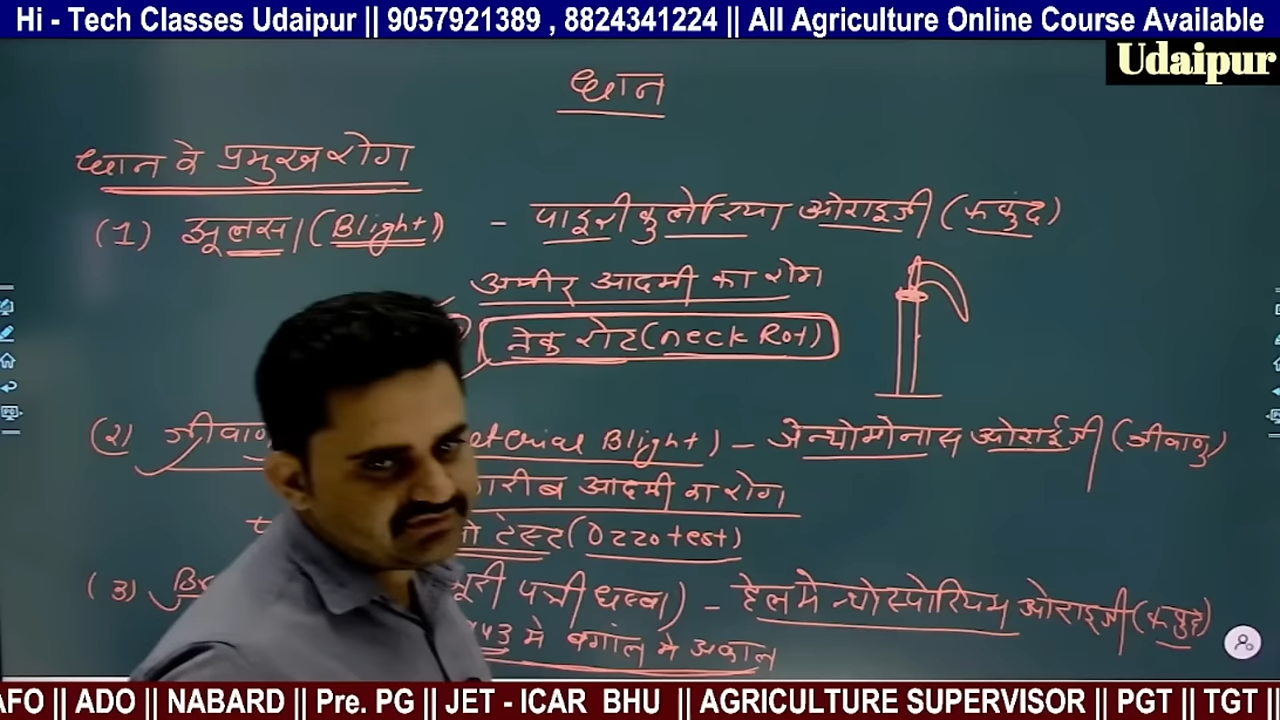 Hi - Tech Classes Udaipur || 9057921389 , 8824341224 || All Agriculture Online Course Available
Udaipur
धान
धान के प्रमुख रोग
(1) झूलसा (Blight) - पाइरीकुलेरिया ओराइजी (फफुंद)
अमीर आदमी का रोग
नेक रोट (neck Rot)
(२) Blight) - जेन्थोमोनास ओराईजी (जीवाणु)
गरीब आदमी का रोग
टेस्ट (Ozzo test)
(3) भूरी पत्ती धब्बा) - हेलमेन्थोस्पोरियम ओराइजी (फफुंद)
मे बगांल मे अकाल
AFO || ADO || NABARD || Pre. PG || JET - ICAR BHU || AGRICULTURE SUPERVISOR || PGT || TGT ||